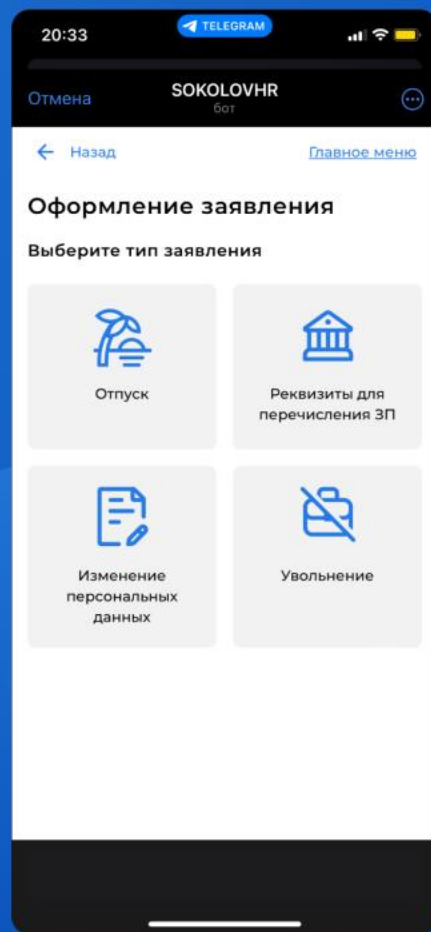 20:33
TELEGRAM
Отмена
SOKOLOVHR
бот
Назад
Главное меню
Оформление заявления
Выберите тип заявления
Отпуск
Реквизиты для
перечисления ЗП
Изменение
персональных
данных
Увольнение